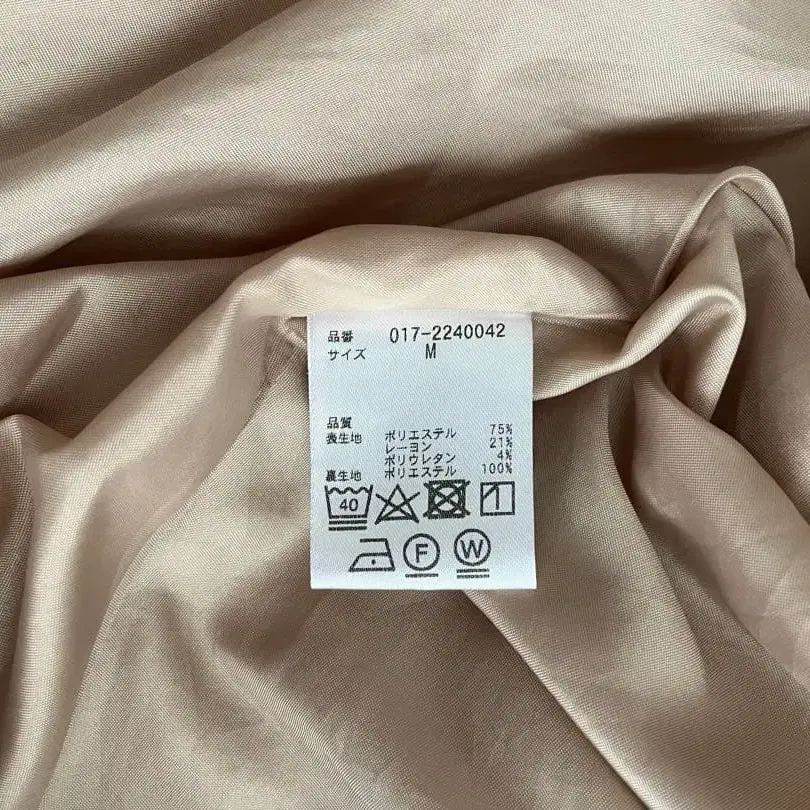 品番 017-2240042
サイズ M
品質
表生地 ポリエステル 75%
レーヨン 21%
ポリウレタン 4%
裏生地 ポリエステル 100%
40
F W